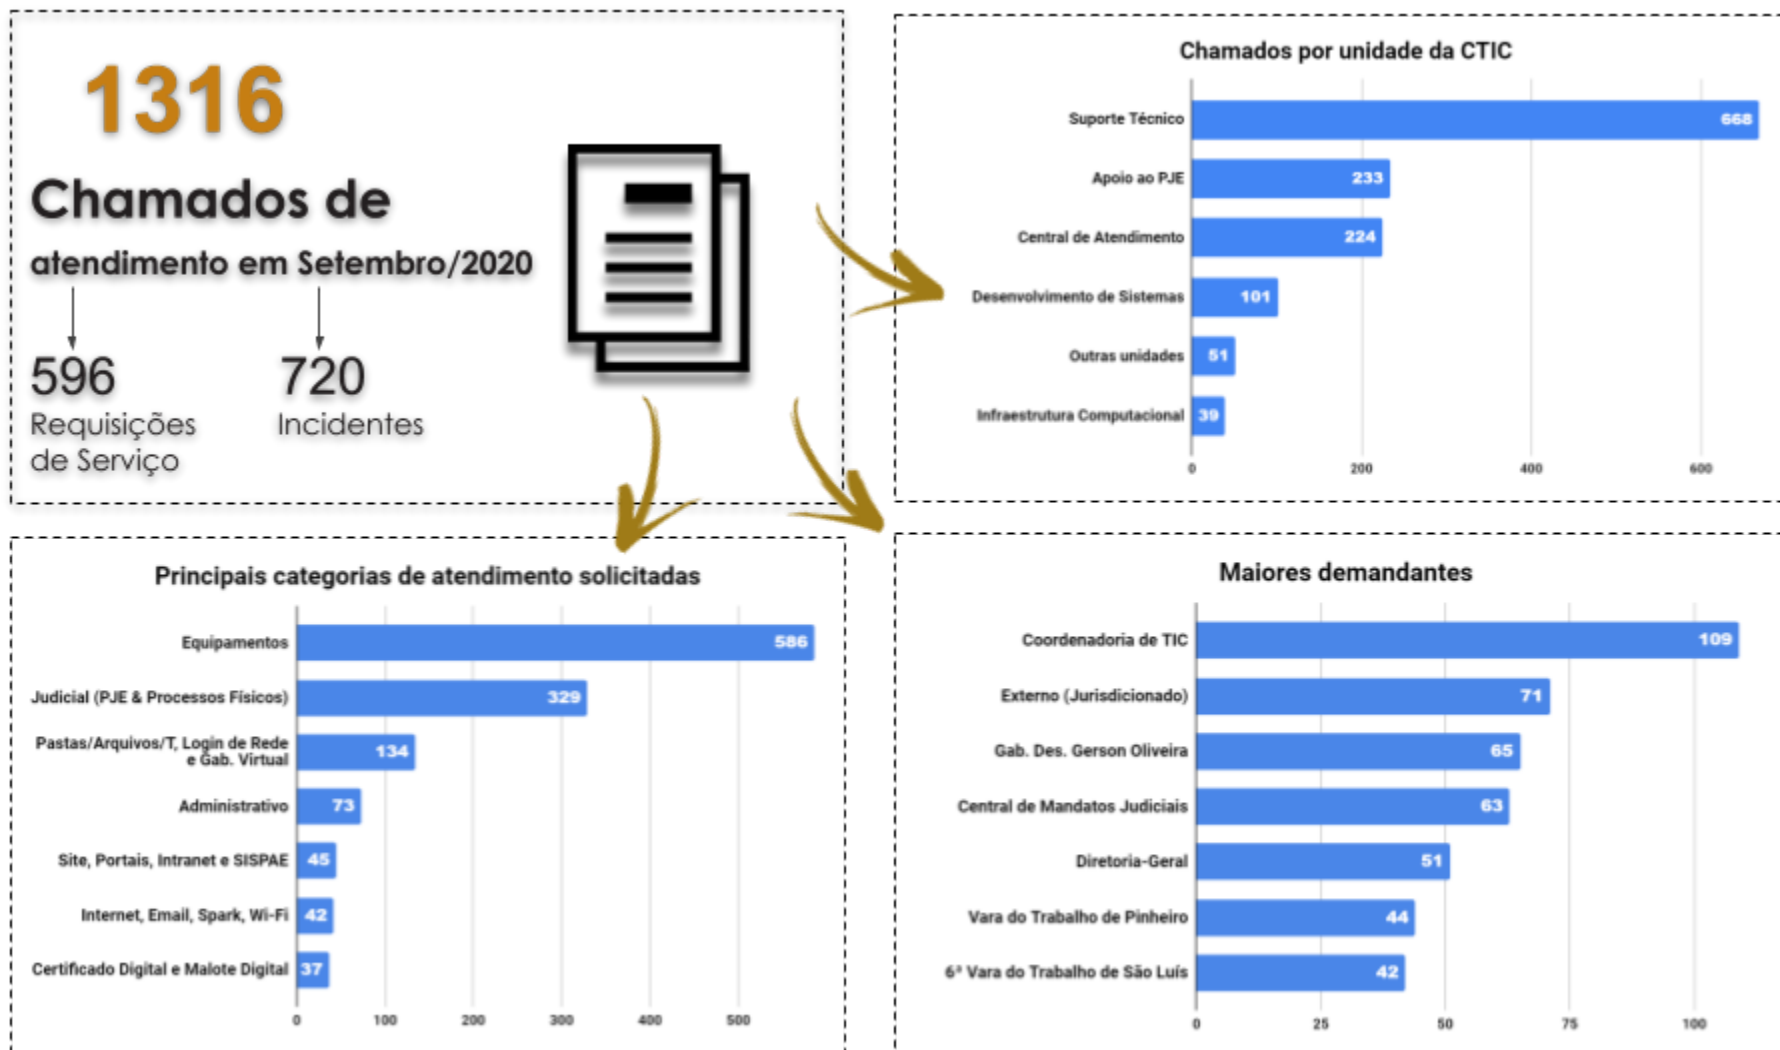 1316
Chamados de
atendimento em Setembro/2020
596
Requisições
de Serviço
720
Incidentes
Chamados por unidade da CTIC
Suporte Técnico 668
Apoio ao PJE 233
Central de Atendimento 224
Desenvolvimento de Sistemas 101
Outras unidades 51
Infraestrutura Computacional 39
0 200 400 600
Principais categorias de atendimento solicitadas
Equipamentos 586
Judicial (PJE & Processos Físicos) 329
Pastas/Arquivos/T, Login de Rede
e Gab. Virtual 134
Administrativo 73
Site, Portais, Intranet e SISPAE 45
Internet, Email, Spark, Wi-Fi 42
Certificado Digital e Malote Digital 37
0 100 200 300 400 500
Maiores demandantes
Coordenadoria de TIC 109
Externo (Jurisdicionado) 71
Gab. Des. Gerson Oliveira 65
Central de Mandatos Judiciais 63
Diretoria-Geral 51
Vara do Trabalho de Pinheiro 44
6ª Vara do Trabalho de São Luís 42
0 25 50 75 100